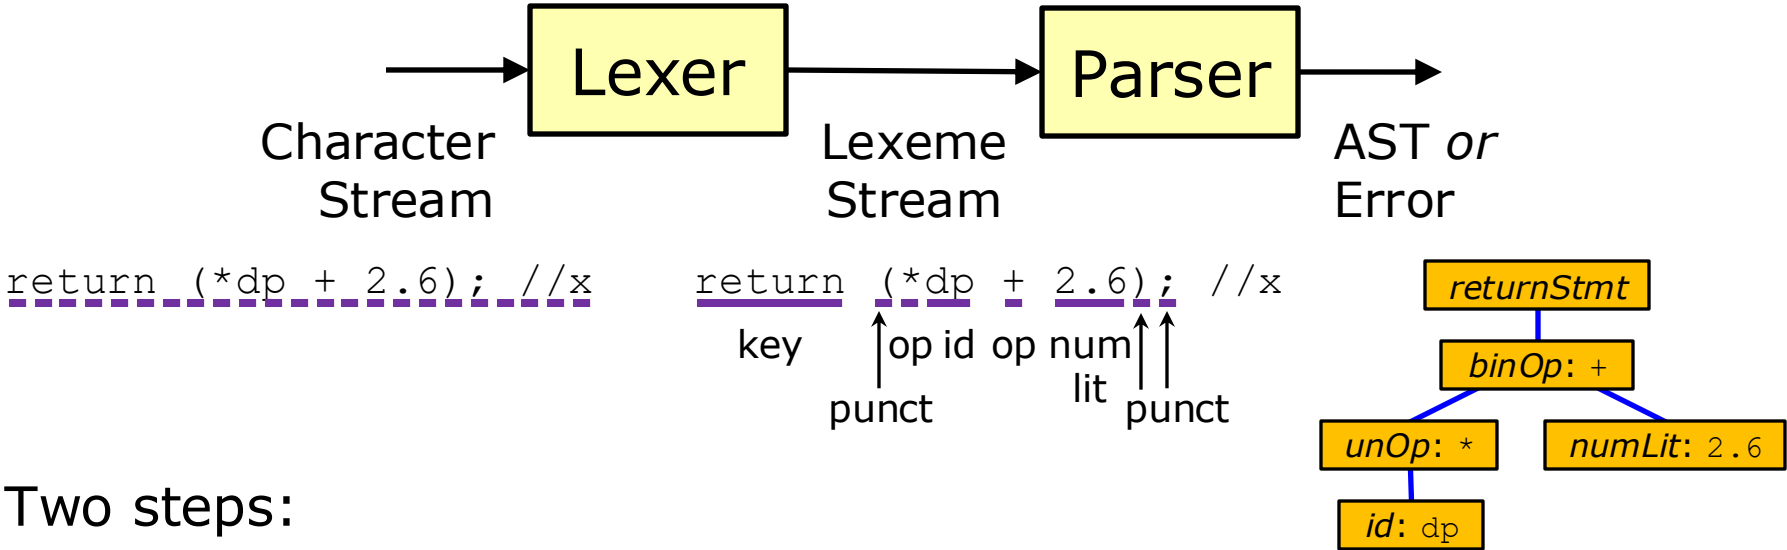 Lexer
Parser
Character
Stream
Lexeme
Stream
AST or
Error
return (*dp + 2.6); //x
return (*dp + 2.6); //x
key
op id op num
lit
punct
punct
returnStmt
binOp: +
unOp: *
numLit: 2.6
id: dp
Two steps: